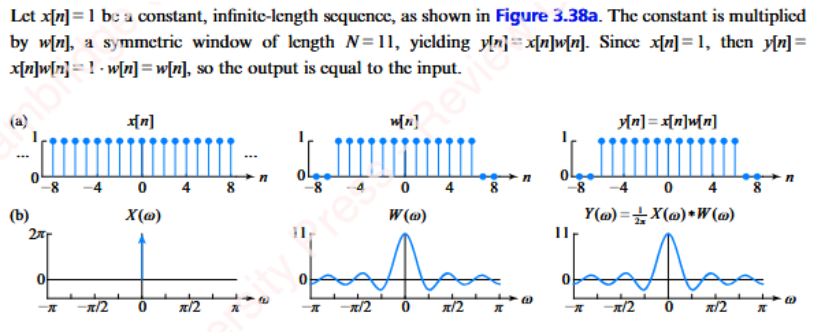 Let x[n] = 1 be a constant, infinite-length sequence, as shown in Figure 3.38a. The constant is multiplied
by w[n], a symmetric window of length N = 11, yielding y[n] = x[n]w[n]. Since x[n] = 1, then y[n] =
x[n]w[n] = 1 · w[n] = w[n], so the output is equal to the input.
(a) x[n] w[n] y[n] = x[n]w[n]
1 1 1
... ...
0 0 0
-8 -4 0 4 8 n -8 -4 0 4 8 n -8 -4 0 4 8 n
(b) X(ω) W(ω) Y(ω) = 1/2π X(ω)*W(ω)
2π 11 11
0 0 0
-π -π/2 0 π/2 π ω -π -π/2 0 π/2 π ω -π -π/2 0 π/2 π ω